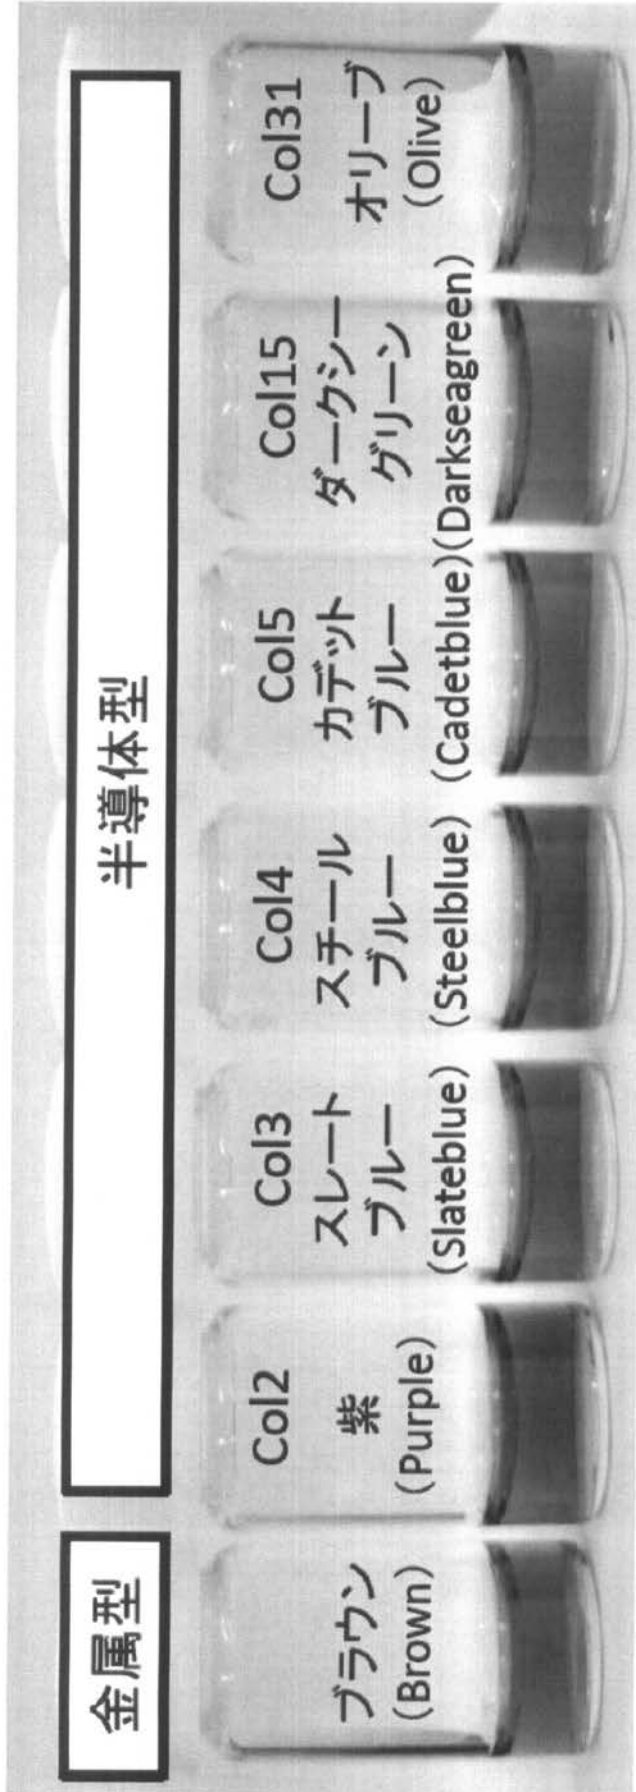 金属型
半導体型
ブラウン
(Brown)
Col2
紫
(Purple)
Col3
スレート
ブルー
(Slateblue)
Col4
スチール
ブルー
(Steelblue)
Col5
カデット
ブルー
(Cadetblue)
Col15
ダークシー
グリーン
(Darkseagreen)
Col31
オリーブ
(Olive)